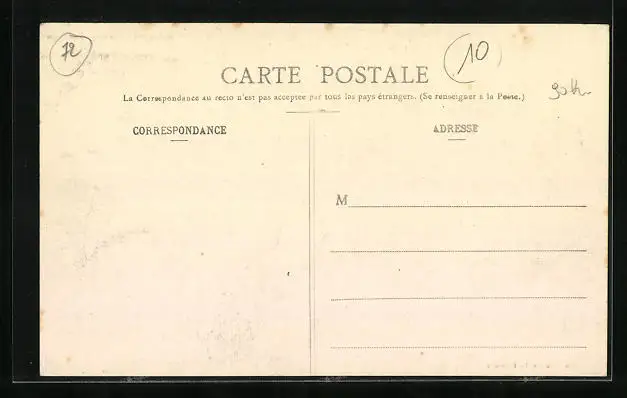 72
10
CARTE POSTALE
La Correspondance au recto n'est pas acceptée par tous les pays étrangers. (Se renseigner à la Poste.)
CORRESPONDANCE
ADRESSE
M